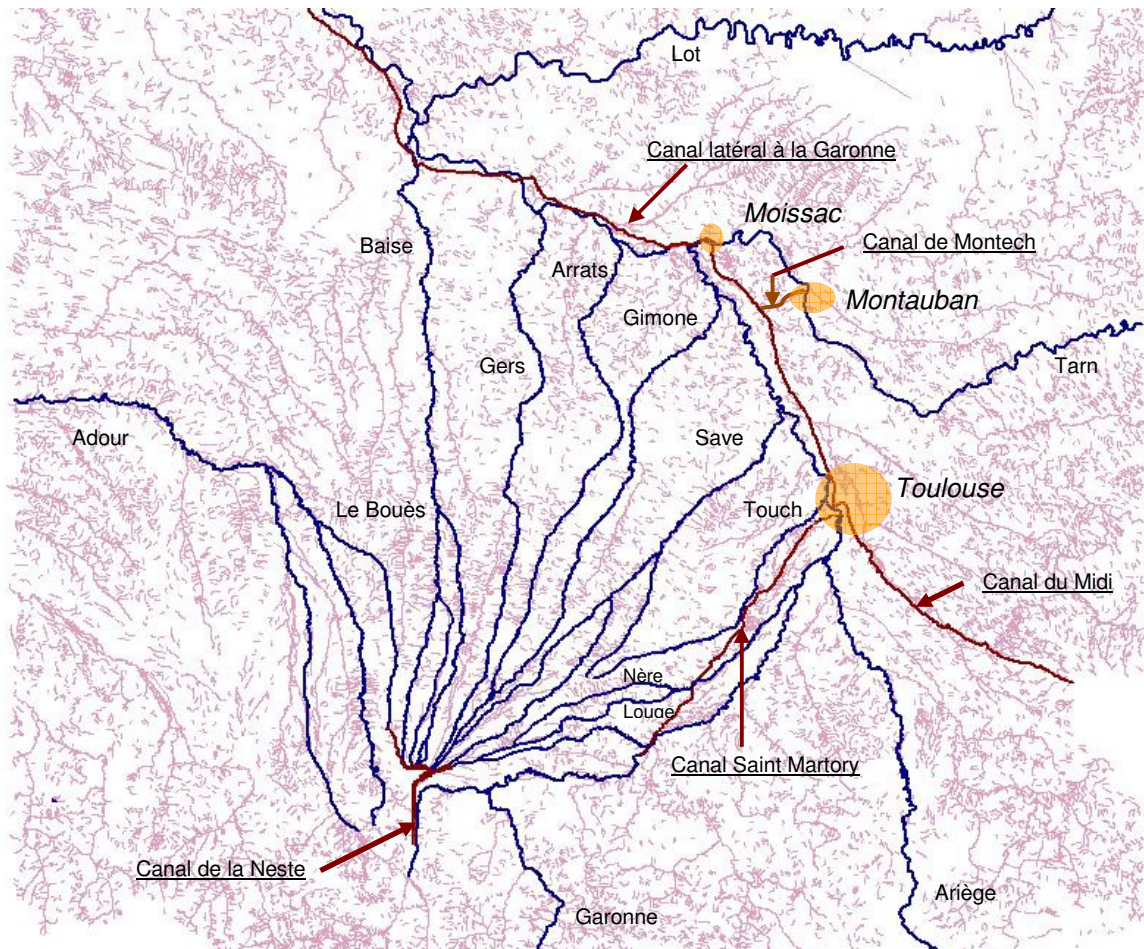 Lot
Canal latéral à la Garonne
Moissac
Canal de Montech
Baise
Arrats
Montauban
Gimone
Gers
Tarn
Adour
Save
Toulouse
Le Bouès
Touch
Canal du Midi
Nère
Louge
Canal Saint Martory
Canal de la Neste
Ariège
Garonne